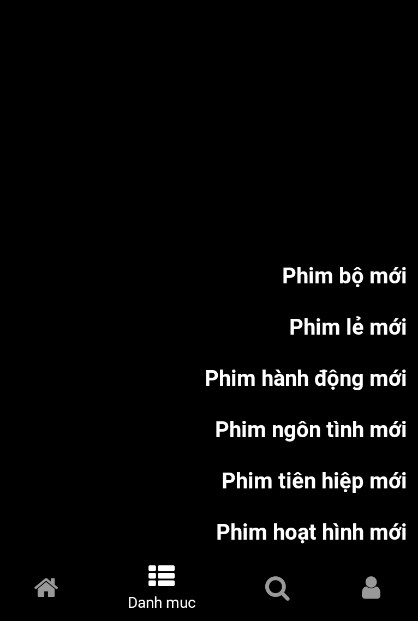 Phim bộ mới
Phim lẻ mới
Phim hành động mới
Phim ngôn tình mới
Phim tiên hiệp mới
Phim hoạt hình mới
Danh muc